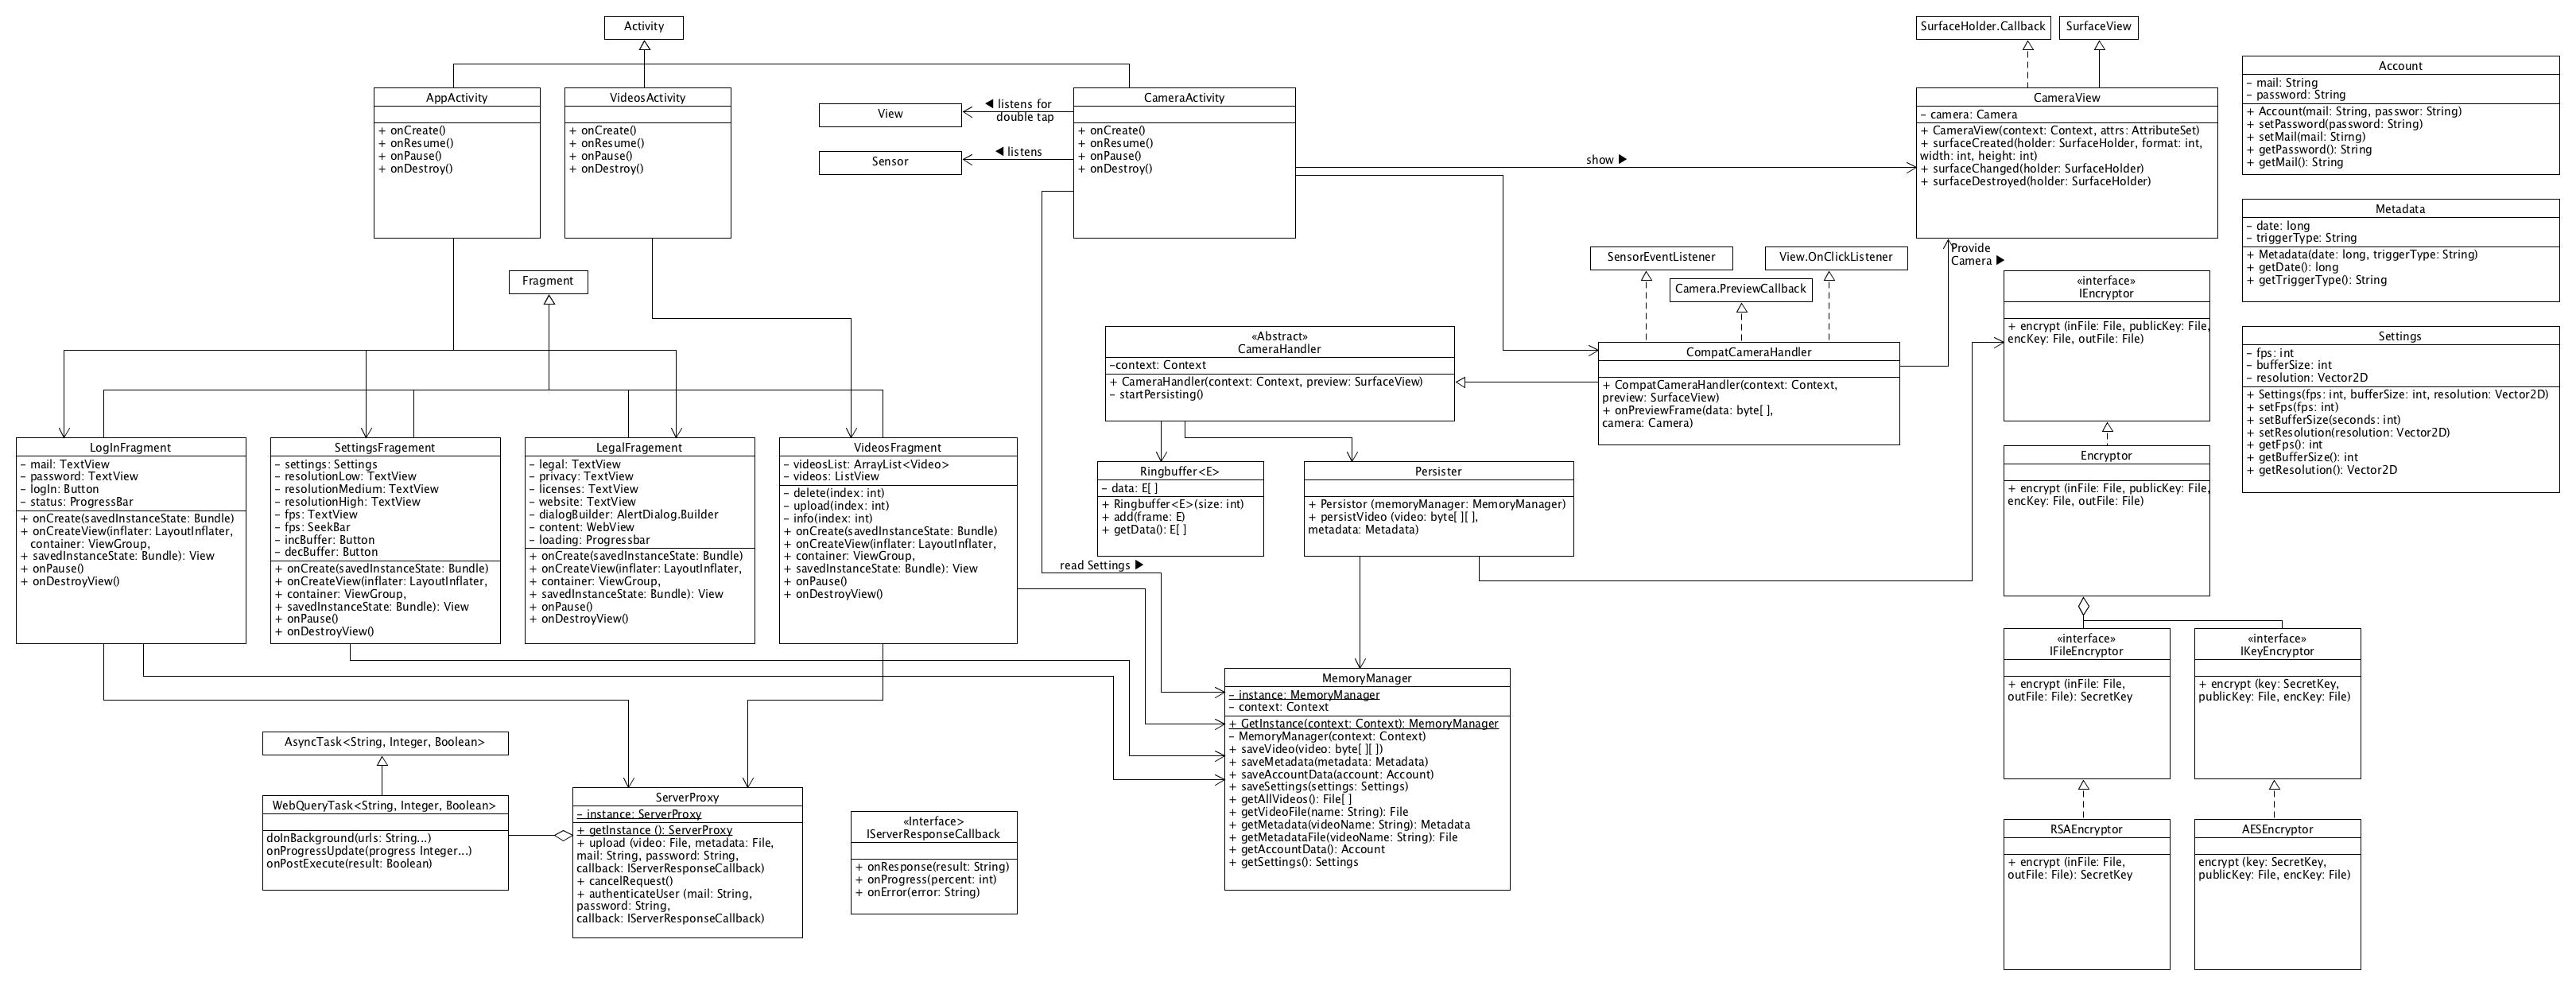 Activity
SurfaceHolder.Callback
SurfaceView
AppActivity
+ onCreate()
+ onResume()
+ onPause()
+ onDestroy()
VideosActivity
+ onCreate()
+ onResume()
+ onPause()
+ onDestroy()
View
◀ listens for
double tap
Sensor
◀ listens
CameraActivity
+ onCreate()
+ onResume()
+ onPause()
+ onDestroy()
show ▶
CameraView
– camera: Camera
+ CameraView(context: Context, attrs: AttributeSet)
+ surfaceCreated(holder: SurfaceHolder, format: int,
width: int, height: int)
+ surfaceChanged(holder: SurfaceHolder)
+ surfaceDestroyed(holder: SurfaceHolder)
Account
– mail: String
– password: String
+ Account(mail: String, passwor: String)
+ setPassword(password: String)
+ setMail(mail: Stirng)
+ getPassword(): String
+ getMail(): String
Metadata
– date: long
– triggerType: String
+ Metadata(date: long, triggerType: String)
+ getDate(): long
+ getTriggerType(): String
Settings
– fps: int
– bufferSize: int
– resolution: Vector2D
+ Settings(fps: int, bufferSize: int, resolution: Vector2D)
+ setFps(fps: int)
+ setBufferSize(seconds: int)
+ setResolution(resolution: Vector2D)
+ getFps(): int
+ getBufferSize(): int
+ getResolution(): Vector2D
Fragment
SensorEventListener
View.OnClickListener
Camera.PreviewCallback
Provide
Camera ▶
«Abstract»
CameraHandler
–context: Context
+ CameraHandler(context: Context, preview: SurfaceView)
– startPersisting()
CompatCameraHandler
+ CompatCameraHandler(context: Context,
preview: SurfaceView)
+ onPreviewFrame(data: byte[ ],
camera: Camera)
«interface»
IEncryptor
+ encrypt (inFile: File, publicKey: File,
encKey: File, outFile: File)
Encryptor
+ encrypt (inFile: File, publicKey: File,
encKey: File, outFile: File)
LogInFragment
– mail: TextView
– password: TextView
– logIn: Button
– status: ProgressBar
+ onCreate(savedInstanceState: Bundle)
+ onCreateView(inflater: LayoutInflater,
container: ViewGroup,
+ savedInstanceState: Bundle): View
+ onPause()
+ onDestroyView()
SettingsFragement
– settings: Settings
– resolutionLow: TextView
– resolutionMedium: TextView
– resolutionHigh: TextView
– fps: TextView
– fps: SeekBar
– incBuffer: Button
– decBuffer: Button
+ onCreate(savedInstanceState: Bundle)
+ onCreateView(inflater: LayoutInflater,
+ container: ViewGroup,
+ savedInstanceState: Bundle): View
+ onPause()
+ onDestroyView()
LegalFragement
– legal: TextView
– privacy: TextView
– licenses: TextView
– website: TextView
– dialogBuilder: AlertDialog.Builder
– content: WebView
– loading: Progressbar
+ onCreate(savedInstanceState: Bundle)
+ onCreateView(inflater: LayoutInflater,
+ container: ViewGroup,
+ savedInstanceState: Bundle): View
+ onPause()
+ onDestroyView()
VideosFragment
– videosList: ArrayList<Video>
– videos: ListView
– delete(index: int)
– upload(index: int)
– info(index: int)
+ onCreate(savedInstanceState: Bundle)
+ onCreateView(inflater: LayoutInflater,
+ container: ViewGroup,
+ savedInstanceState: Bundle): View
+ onPause()
+ onDestroyView()
Ringbuffer<E>
– data: E[ ]
+ Ringbuffer<E>(size: int)
+ add(frame: E)
+ getData(): E[ ]
Persister
+ Persistor (memoryManager: MemoryManager)
+ persistVideo (video: byte[ ][ ],
metadata: Metadata)
read Settings ▶
«interface»
IFileEncryptor
+ encrypt (inFile: File,
outFile: File): SecretKey
«interface»
IKeyEncryptor
+ encrypt (key: SecretKey,
publicKey: File, encKey: File)
MemoryManager
– instance: MemoryManager
– context: Context
+ GetInstance(context: Context): MemoryManager
– MemoryManager(context: Context)
+ saveVideo(video: byte[ ][ ])
+ saveMetadata(metadata: Metadata)
+ saveAccountData(account: Account)
+ saveSettings(settings: Settings)
+ getAllVideos(): File[ ]
+ getVideoFile(name: String): File
+ getMetadata(videoName: String): Metadata
+ getMetadataFile(videoName: String): File
+ getAccountData(): Account
+ getSettings(): Settings
AsyncTask<String, Integer, Boolean>
WebQueryTask<String, Integer, Boolean>
doInBackground(urls: String...)
onProgressUpdate(progress Integer...)
onPostExecute(result: Boolean)
ServerProxy
– instance: ServerProxy
+ getInstance (): ServerProxy
+ upload (video: File, metadata: File,
mail: String, password: String,
callback: IServerResponseCallback)
+ cancelRequest()
+ authenticateUser (mail: String,
password: String,
callback: IServerResponseCallback)
«Interface»
IServerResponseCallback
+ onResponse(result: String)
+ onProgress(percent: int)
+ onError(error: String)
RSAEncryptor
+ encrypt (inFile: File,
outFile: File): SecretKey
AESEncryptor
encrypt (key: SecretKey,
publicKey: File, encKey: File)